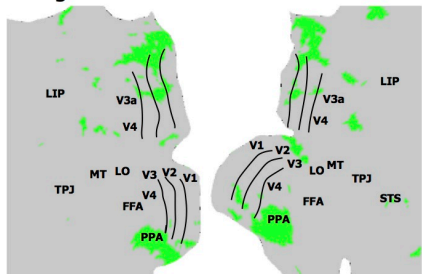 LIP
V3a
V4
MT LO V3 V2 V1
TPJ V4
FFA
PPA
LIP
V3a
V4
V1 V2
V3 LO MT
V4 TPJ
FFA STS
PPA